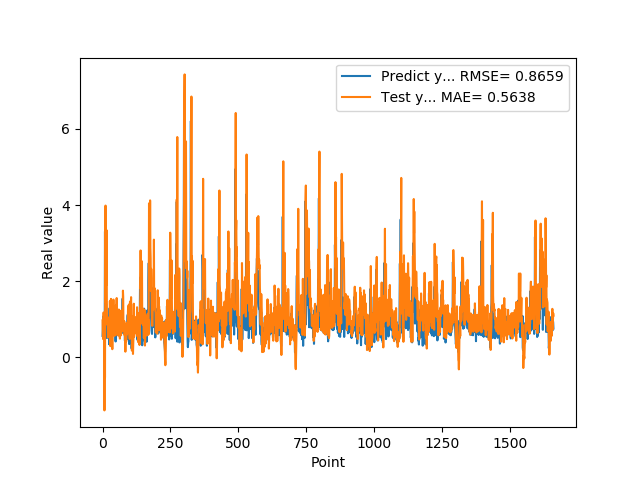 Predict y... RMSE= 0.8659
Test y... MAE= 0.5638
Real value
6
4
2
0
0 250 500 750 1000 1250 1500
Point